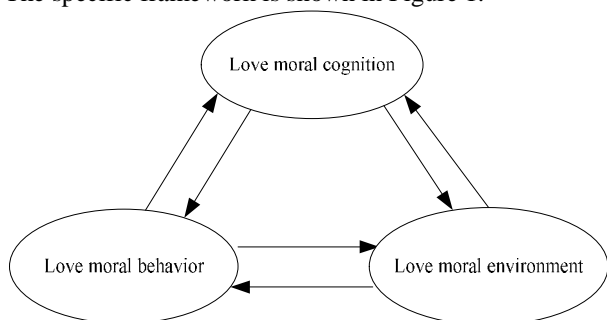 The specific framework is shown in Figure 1.
Love moral cognition
Love moral behavior
Love moral environment